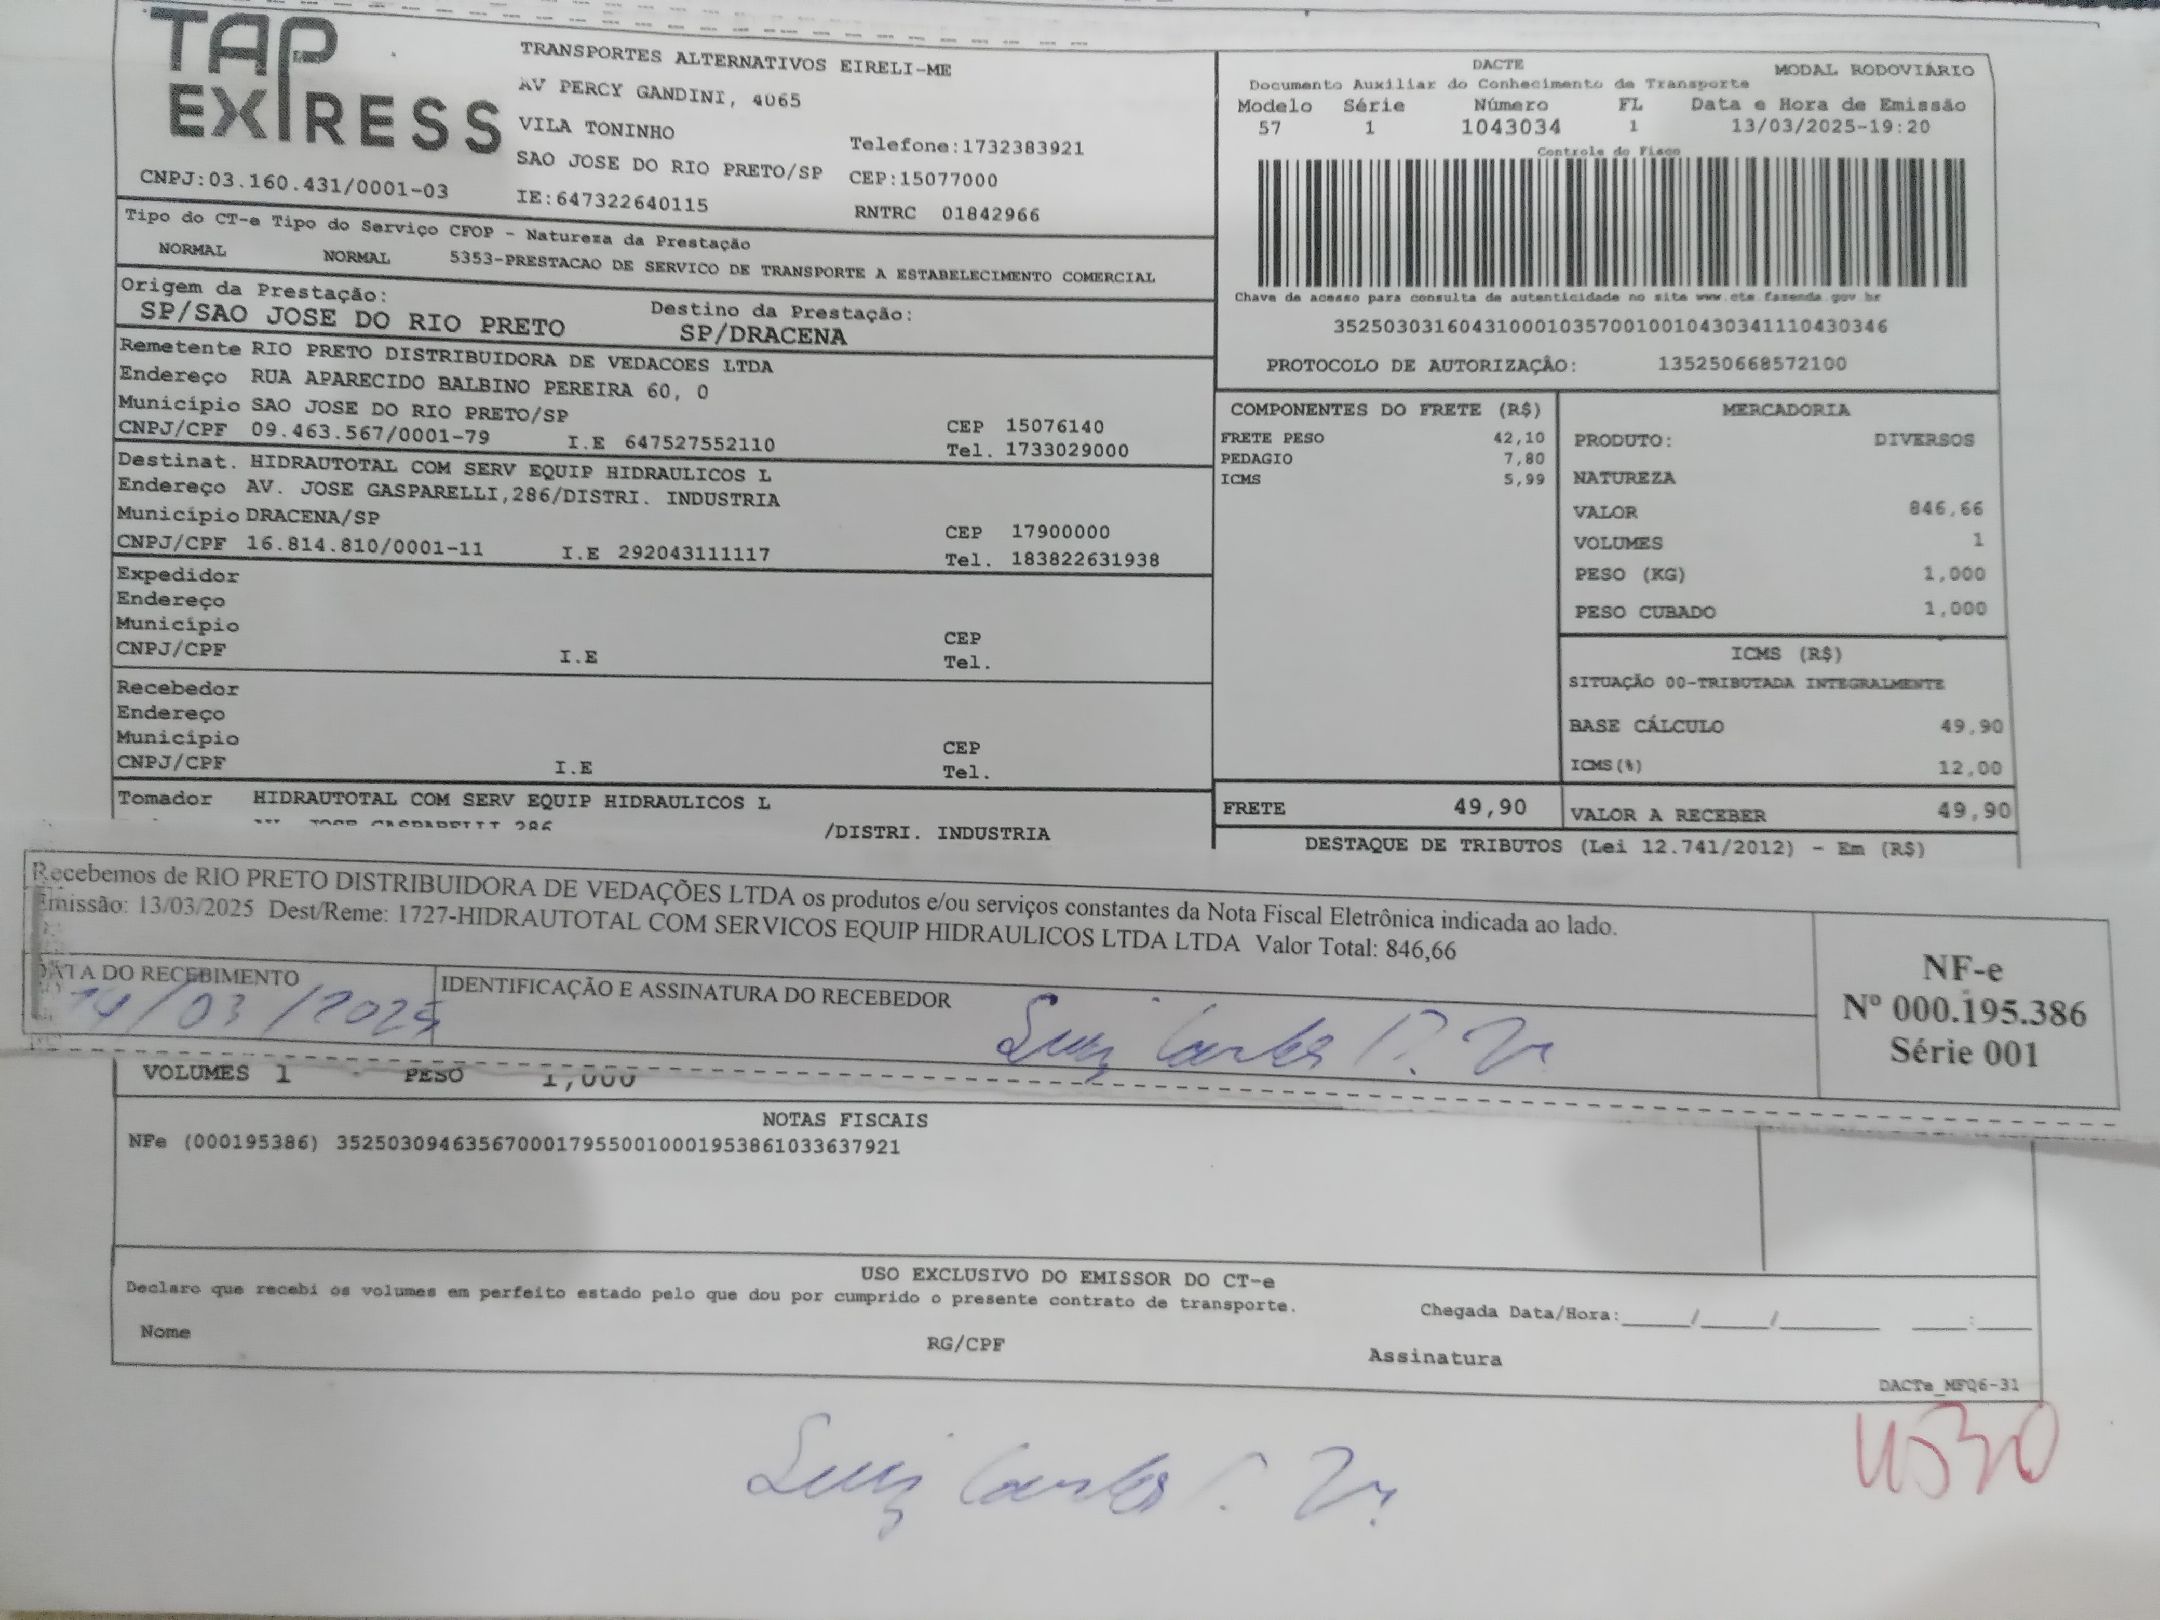 TAP EXPRESS
CNPJ:03.160.431/0001-03
TRANSPORTES ALTERNATIVOS EIRELI-ME
AV PERCY GANDINI, 4065
VILA TONINHO
Telefone:1732383921
SAO JOSE DO RIO PRETO/SP CEP:15077000
IE:647322640115 RNTRC 01842966
DACTE MODAL RODOVIÁRIO
Documento Auxiliar do Conhecimento de Transporte
Modelo Série Número FL Data e Hora de Emissão
57 1 1043034 1 13/03/2025-19:20
Controle do Fisco
Chave de acesso para consulta de autenticidade no site www.cte.fazenda.gov.br
35250303160431000103570010010430341110430346
PROTOCOLO DE AUTORIZAÇÃO: 135250668572100
Tipo do CT-e Tipo do Serviço CFOP - Natureza da Prestação
NORMAL NORMAL 5353-PRESTACAO DE SERVICO DE TRANSPORTE A ESTABELECIMENTO COMERCIAL
Origem da Prestação: Destino da Prestação:
SP/SAO JOSE DO RIO PRETO SP/DRACENA
Remetente RIO PRETO DISTRIBUIDORA DE VEDACOES LTDA
Endereço RUA APARECIDO BALBINO PEREIRA 60, 0
Município SAO JOSE DO RIO PRETO/SP CEP 15076140
CNPJ/CPF 09.463.567/0001-79 I.E 647527552110 Tel. 1733029000
Destinat. HIDRAUTOTAL COM SERV EQUIP HIDRAULICOS L
Endereço AV. JOSE GASPARELLI,286/DISTRI. INDUSTRIA
Município DRACENA/SP CEP 17900000
CNPJ/CPF 16.814.810/0001-11 I.E 292043111117 Tel. 183822631938
Expedidor
Endereço
Município CEP
CNPJ/CPF I.E Tel.
Recebedor
Endereço
Município CEP
CNPJ/CPF I.E Tel.
Tomador HIDRAUTOTAL COM SERV EQUIP HIDRAULICOS L
AV. JOSE GASPARELLI 286 /DISTRI. INDUSTRIA
COMPONENTES DO FRETE (R$)
FRETE PESO 42,10
PEDAGIO 7,80
ICMS 5,99
MERCADORIA
PRODUTO: DIVERSOS
NATUREZA
VALOR 846,66
VOLUMES 1
PESO (KG) 1,000
PESO CUBADO 1,000
ICMS (R$)
SITUAÇÃO 00-TRIBUTADA INTEGRALMENTE
BASE CÁLCULO 49,90
ICMS(%) 12,00
FRETE 49,90 VALOR A RECEBER 49,90
DESTAQUE DE TRIBUTOS (Lei 12.741/2012) - Em (R$)
Recebemos de RIO PRETO DISTRIBUIDORA DE VEDAÇÕES LTDA os produtos e/ou serviços constantes da Nota Fiscal Eletrônica indicada ao lado.
Emissão: 13/03/2025 Dest/Reme: 1727-HIDRAUTOTAL COM SERVICOS EQUIP HIDRAULICOS LTDA LTDA Valor Total: 846,66
DATA DO RECEBIMENTO IDENTIFICAÇÃO E ASSINATURA DO RECEBEDOR
14/03/2025 Luiz Carlos
NF-e
Nº 000.195.386
Série 001
VOLUMES 1 PESO 1,000
NOTAS FISCAIS
NFe (000195386) 35250309463567000179550010001953861033637921
USO EXCLUSIVO DO EMISSOR DO CT-e
Declaro que recebi os volumes em perfeito estado pelo que dou por cumprido o presente contrato de transporte.
Chegada Data/Hora:_____/_____/_______ ____:____
Nome RG/CPF Assinatura
DACTe_MFQ6-31
Luiz Carlos